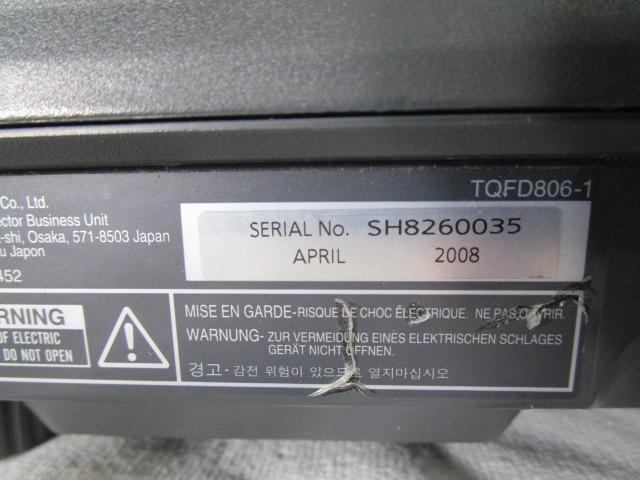 TQFD806-1
Co., Ltd.
ector Business Unit
a-shi, Osaka, 571-8503 Japan
u Japon
452
SERIAL No. SH8260035
APRIL 2008
RNING
OF ELECTRIC
DO NOT OPEN
MISE EN GARDE-RISQUE DE CHOC ÉLECTRIQUE. NE PAS OUVRIR.
WARNUNG- ZUR VERMEIDUNG EINES ELEKTRISCHEN SCHLAGES
GERÄT NICHT ÖFFNEN.
경고- 감전 위험이 있으므로 열지마십시오